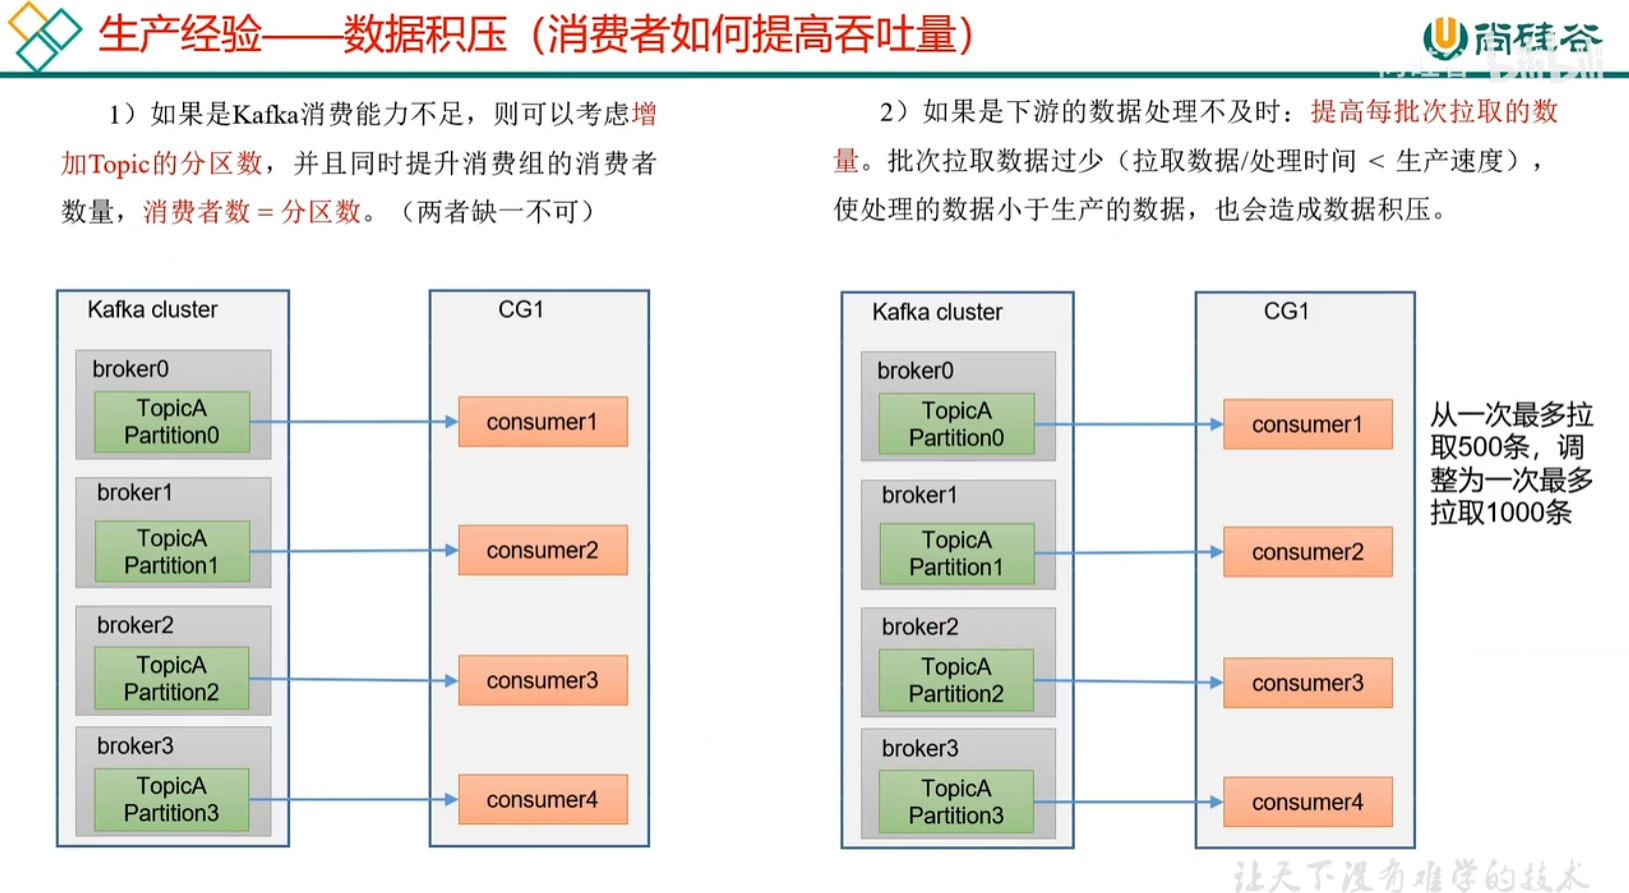 生产经验——数据积压（消费者如何提高吞吐量）
尚硅谷
1）如果是Kafka消费能力不足，则可以考虑增
加Topic的分区数，并且同时提升消费组的消费者
数量，消费者数 = 分区数。（两者缺一不可）
2）如果是下游的数据处理不及时：提高每批次拉取的数
量。批次拉取数据过少（拉取数据/处理时间 < 生产速度），
使处理的数据小于生产的数据，也会造成数据积压。
Kafka cluster
broker0
TopicA
Partition0
broker1
TopicA
Partition1
broker2
TopicA
Partition2
broker3
TopicA
Partition3
CG1
consumer1
consumer2
consumer3
consumer4
Kafka cluster
broker0
TopicA
Partition0
broker1
TopicA
Partition1
broker2
TopicA
Partition2
broker3
TopicA
Partition3
CG1
consumer1
consumer2
consumer3
consumer4
从一次最多拉
取500条，调
整为一次最多
拉取1000条
让天下没有难学的技术